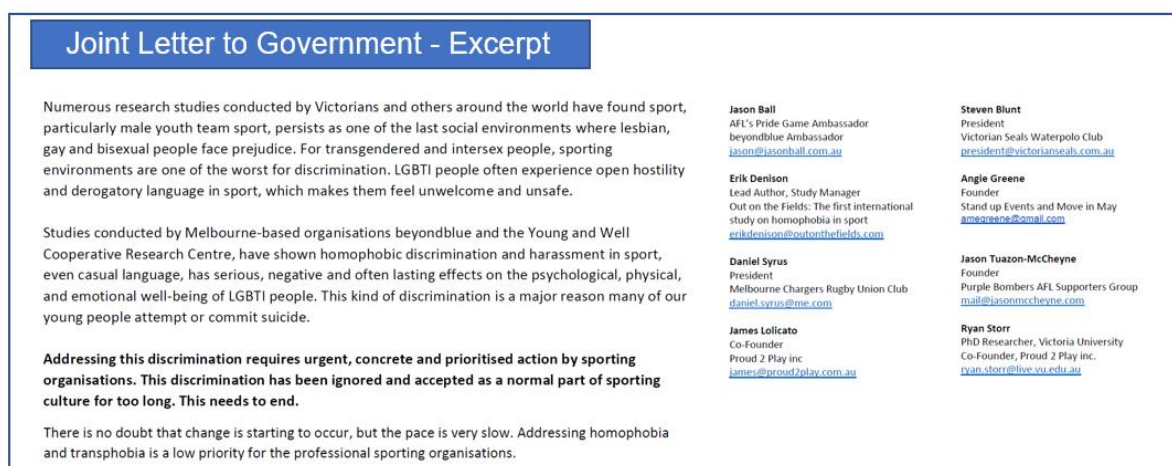 Joint Letter to Government - Excerpt
Numerous research studies conducted by Victorians and others around the world have found sport,
particularly male youth team sport, persists as one of the last social environments where lesbian,
gay and bisexual people face prejudice. For transgendered and intersex people, sporting
environments are one of the worst for discrimination. LGBTI people often experience open hostility
and derogatory language in sport, which makes them feel unwelcome and unsafe.
Studies conducted by Melbourne-based organisations beyondblue and the Young and Well
Cooperative Research Centre, have shown homophobic discrimination and harassment in sport,
even casual language, has serious, negative and often lasting effects on the psychological, physical,
and emotional well-being of LGBTI people. This kind of discrimination is a major reason many of our
young people attempt or commit suicide.
Addressing this discrimination requires urgent, concrete and prioritised action by sporting
organisations. This discrimination has been ignored and accepted as a normal part of sporting
culture for too long. This needs to end.
There is no doubt that change is starting to occur, but the pace is very slow. Addressing homophobia
and transphobia is a low priority for the professional sporting organisations.
Jason Ball
AFL's Pride Game Ambassador
beyondblue Ambassador
jason@jasonball.com.au
Erik Denison
Lead Author, Study Manager
Out on the Fields: The first international
study on homophobia in sport
erikdenison@outonthefields.com
Daniel Syrus
President
Melbourne Chargers Rugby Union Club
daniel.syrus@me.com
James Lolicato
Co-Founder
Proud 2 Play inc
james@proud2play.com.au
Steven Blunt
President
Victorian Seals Waterpolo Club
president@victorianseals.com.au
Angie Greene
Founder
Stand up Events and Move in May
amegreene@gmail.com
Jason Tuazon-McCheyne
Founder
Purple Bombers AFL Supporters Group
mail@jasonmccheyne.com
Ryan Storr
PhD Researcher, Victoria University
Co-Founder, Proud 2 Play inc.
ryan.storr@live.vu.edu.au